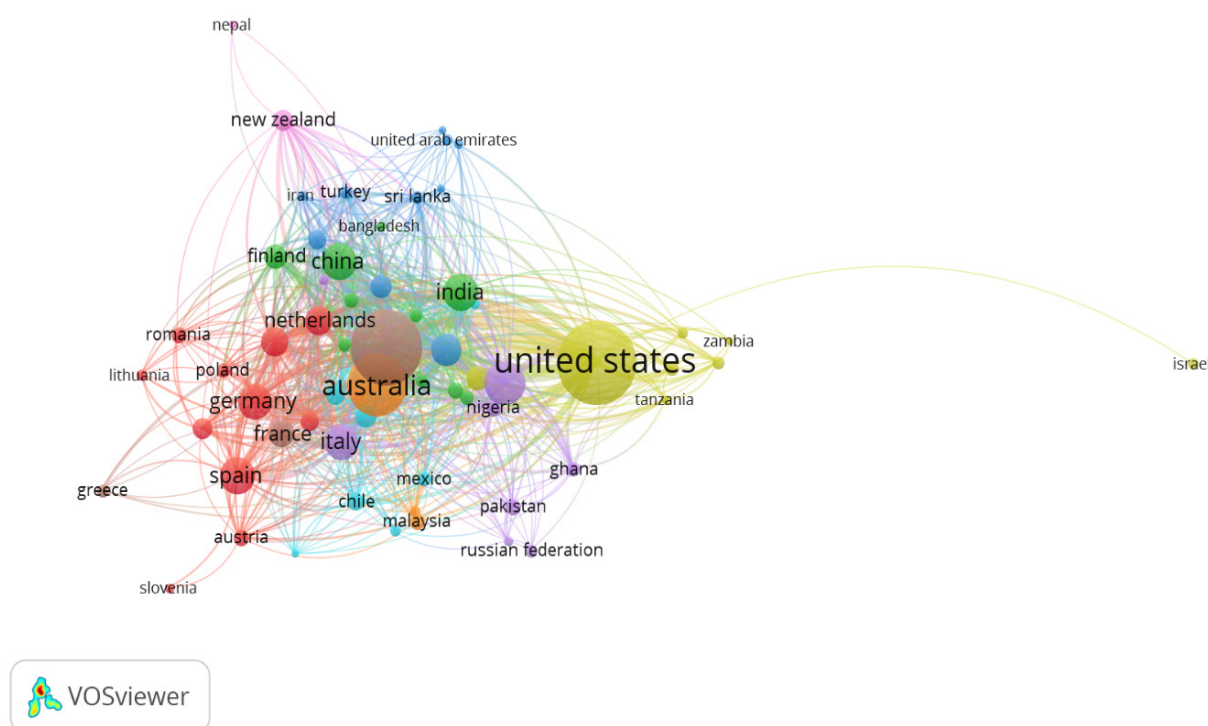 nepal
new zealand
united arab emirates
iran
turkey
sri lanka
bangladesh
finland
china
india
netherlands
romania
united states
zambia
israel
lithuania
poland
australia
tanzania
germany
nigeria
france
italy
spain
ghana
greece
mexico
chile
pakistan
malaysia
austria
russian federation
slovenia
VOSviewer